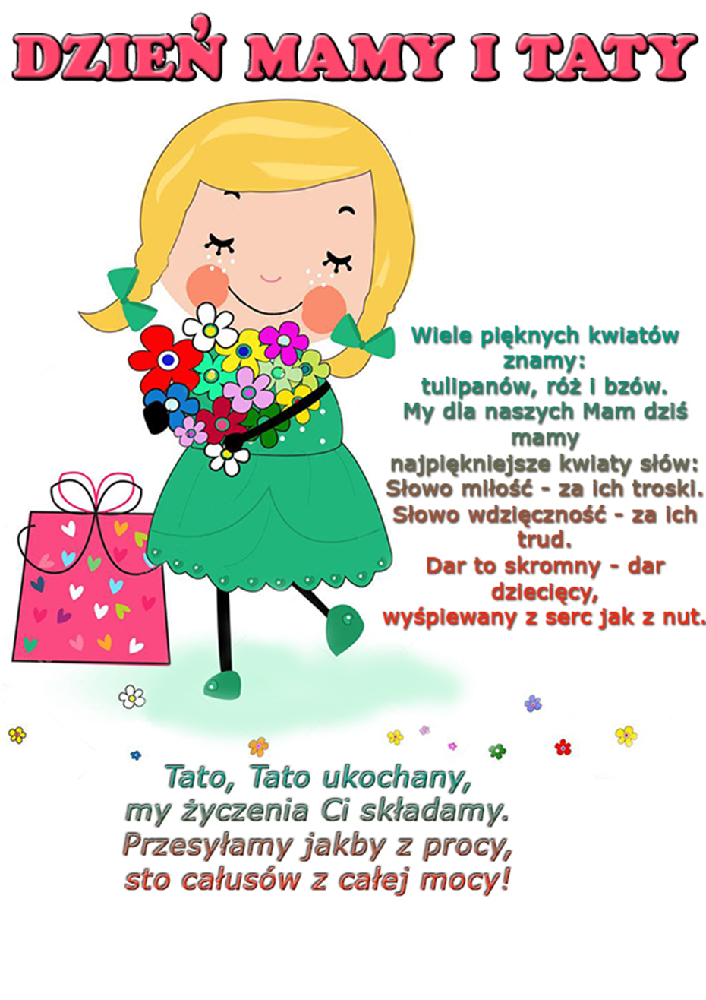 DZIEŃ MAMY I TATY
Wiele pięknych kwiatów
znamy:
tulipanów, róż i bzów.
My dla naszych Mam dziś
mamy
najpiękniejsze kwiaty słów:
Słowo miłość - za ich troski.
Słowo wdzięczność - za ich
trud.
Dar to skromny - dar
dziecięcy,
wyśpiewany z serc jak z nut.
Tato, Tato ukochany,
my życzenia Ci składamy.
Przesyłamy jakby z procy,
sto całusów z całej mocy!